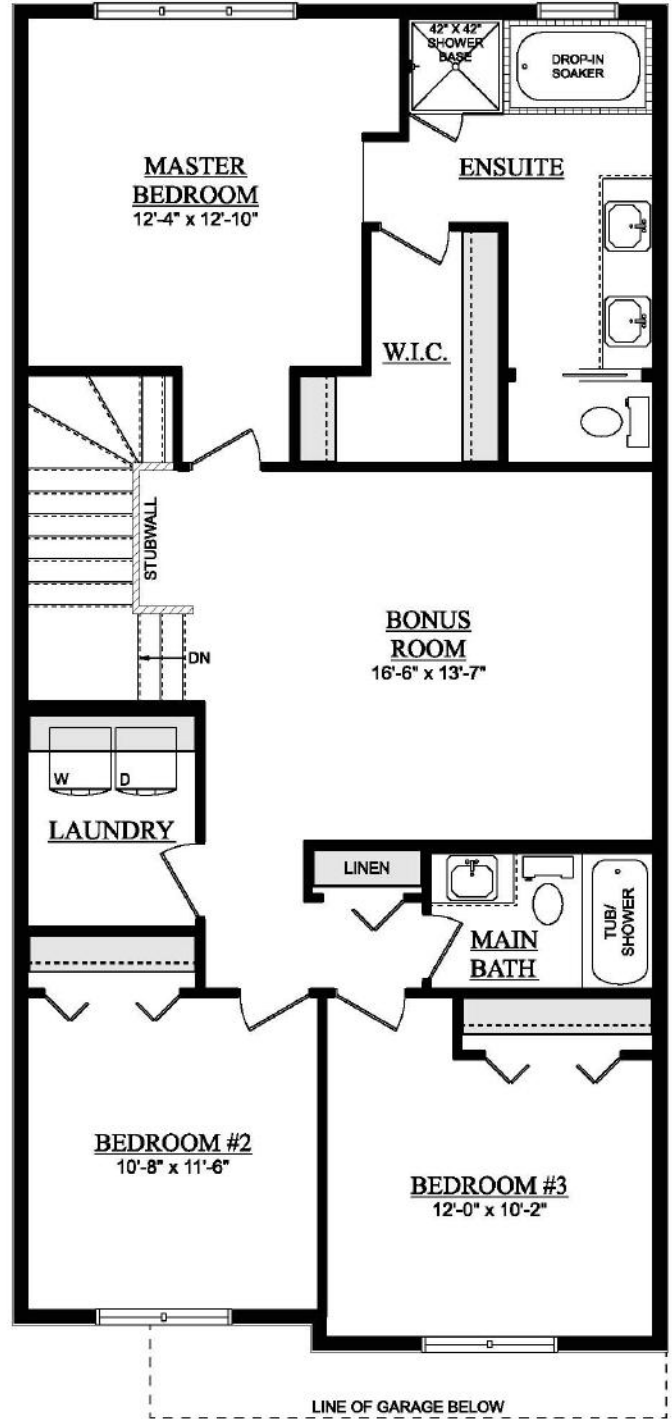 42" X 42"
SHOWER
BASE
DROP-IN
SOAKER
MASTER
BEDROOM
12'-4" x 12'-10"
ENSUITE
W.I.C.
STUBWALL
DN
BONUS
ROOM
16'-6" x 13'-7"
W
D
LAUNDRY
LINEN
MAIN
BATH
TUB/
SHOWER
BEDROOM #2
10'-8" x 11'-6"
BEDROOM #3
12'-0" x 10'-2"
LINE OF GARAGE BELOW